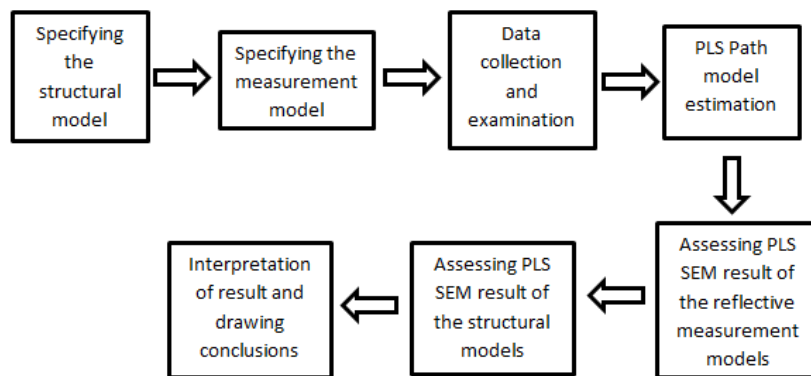 Specifying
the
structural
model
Specifying the
measurement
model
Data
collection
and
examination
PLS Path
model
estimation
Assessing PLS
SEM result of
the reflective
measurement
models
Assessing PLS
SEM result of
the structural
models
Interpretation
of result and
drawing
conclusions